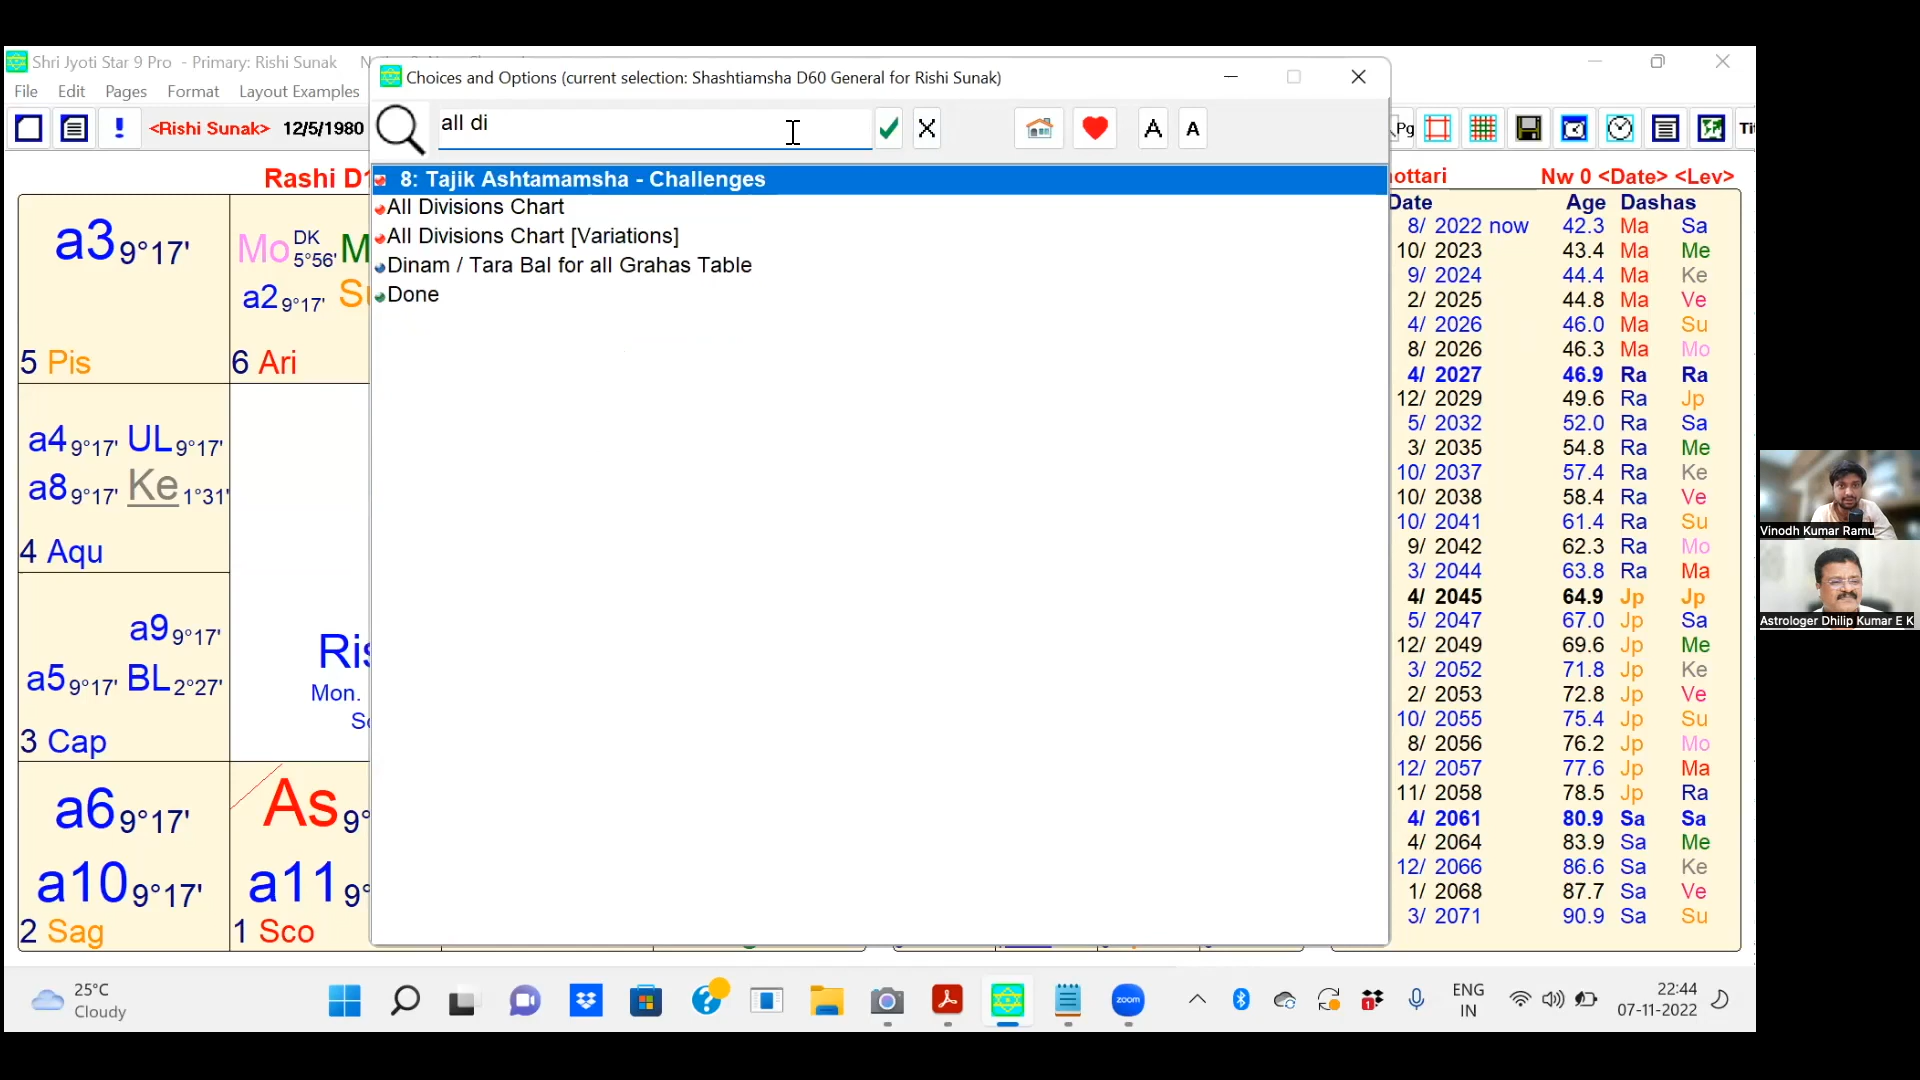 Shri Jyoti Star 9 Pro - Primary: Rishi Sunak
Choices and Options (current selection: Shashtiamsha D60 General for Rishi Sunak)
File Edit Pages Format Layout Examples
<Rishi Sunak> 12/5/1980
all di
A A
Pg
8: Tajik Ashtamamsha - Challenges
All Divisions Chart
All Divisions Chart [Variations]
Dinam / Tara Bal for all Grahas Table
Done
Rashi D
a3 9°17'
5 Pis
Mo DK 5°56' M
a2 9°17' S
6 Ari
a4 9°17' UL 9°17'
a8 9°17' Ke 1°31'
4 Aqu
a9 9°17'
a5 9°17' BL 2°27'
3 Cap
Ris
Mon.
a6 9°17'
a10 9°17'
2 Sag
As 9°
a11 9°
1 Sco
ottari Nw 0 <Date> <Lev>
Date Age Dashas
8/ 2022 now 42.3 Ma Sa
10/ 2023 43.4 Ma Me
9/ 2024 44.4 Ma Ke
2/ 2025 44.8 Ma Ve
4/ 2026 46.0 Ma Su
8/ 2026 46.3 Ma Mo
4/ 2027 46.9 Ra Ra
12/ 2029 49.6 Ra Jp
5/ 2032 52.0 Ra Sa
3/ 2035 54.8 Ra Me
10/ 2037 57.4 Ra Ke
10/ 2038 58.4 Ra Ve
10/ 2041 61.4 Ra Su
9/ 2042 62.3 Ra Mo
3/ 2044 63.8 Ra Ma
4/ 2045 64.9 Jp Jp
5/ 2047 67.0 Jp Sa
12/ 2049 69.6 Jp Me
3/ 2052 71.8 Jp Ke
2/ 2053 72.8 Jp Ve
10/ 2055 75.4 Jp Su
8/ 2056 76.2 Jp Mo
12/ 2057 77.6 Jp Ma
11/ 2058 78.5 Jp Ra
4/ 2061 80.9 Sa Sa
4/ 2064 83.9 Sa Me
12/ 2066 86.6 Sa Ke
1/ 2068 87.7 Sa Ve
3/ 2071 90.9 Sa Su
Vinodh Kumar Ramu
Astrologer Dhilip Kumar E K
25°C
Cloudy
zoom
1
ENG
IN
22:44
07-11-2022